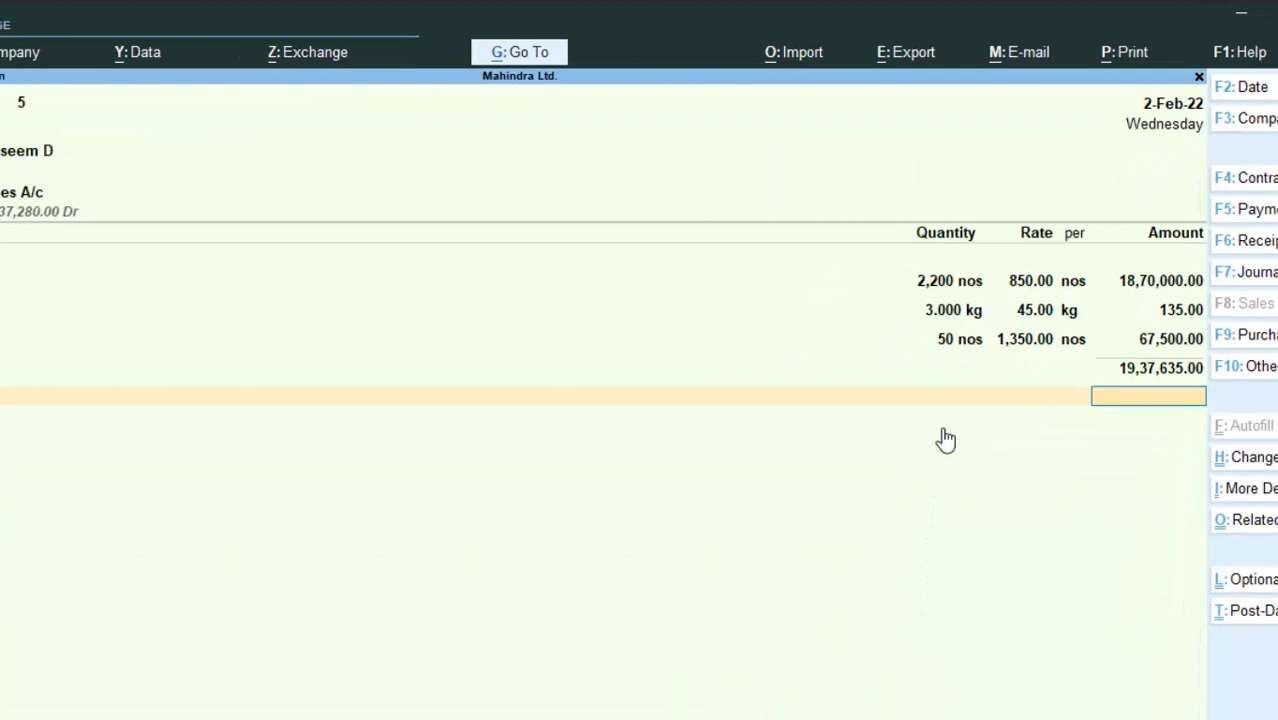 GE
mpany Y: Data Z: Exchange G: Go To O: Import E: Export M: E-mail P: Print F1: Help
n Mahindra Ltd. ×
5 2-Feb-22 F2: Date
Wednesday F3: Compa
seem D
F4: Contra
es A/c F5: Payme
37,280.00 Dr
Quantity Rate per Amount F6: Receip
F7: Journa
2,200 nos 850.00 nos 18,70,000.00
3.000 kg 45.00 kg 135.00 F8: Sales
50 nos 1,350.00 nos 67,500.00 F9: Purcha
19,37,635.00 F10: Othe
F: Autofill
H: Change
I: More De
O: Related
L: Optiona
T: Post-Da